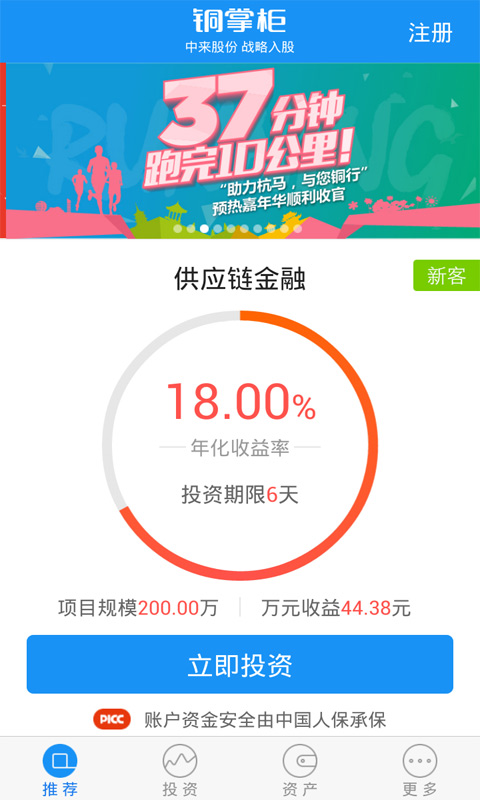 铜掌柜
中来股份 战略入股
注册
37分钟
跑完10公里!
“助力杭马，与您铜行”
预热嘉年华顺利收官
供应链金融
新客
18.00%
年化收益率
投资期限6天
项目规模200.00万
万元收益44.38元
立即投资
PICC 账户资金安全由中国人保承保
推荐 投资 资产 更多